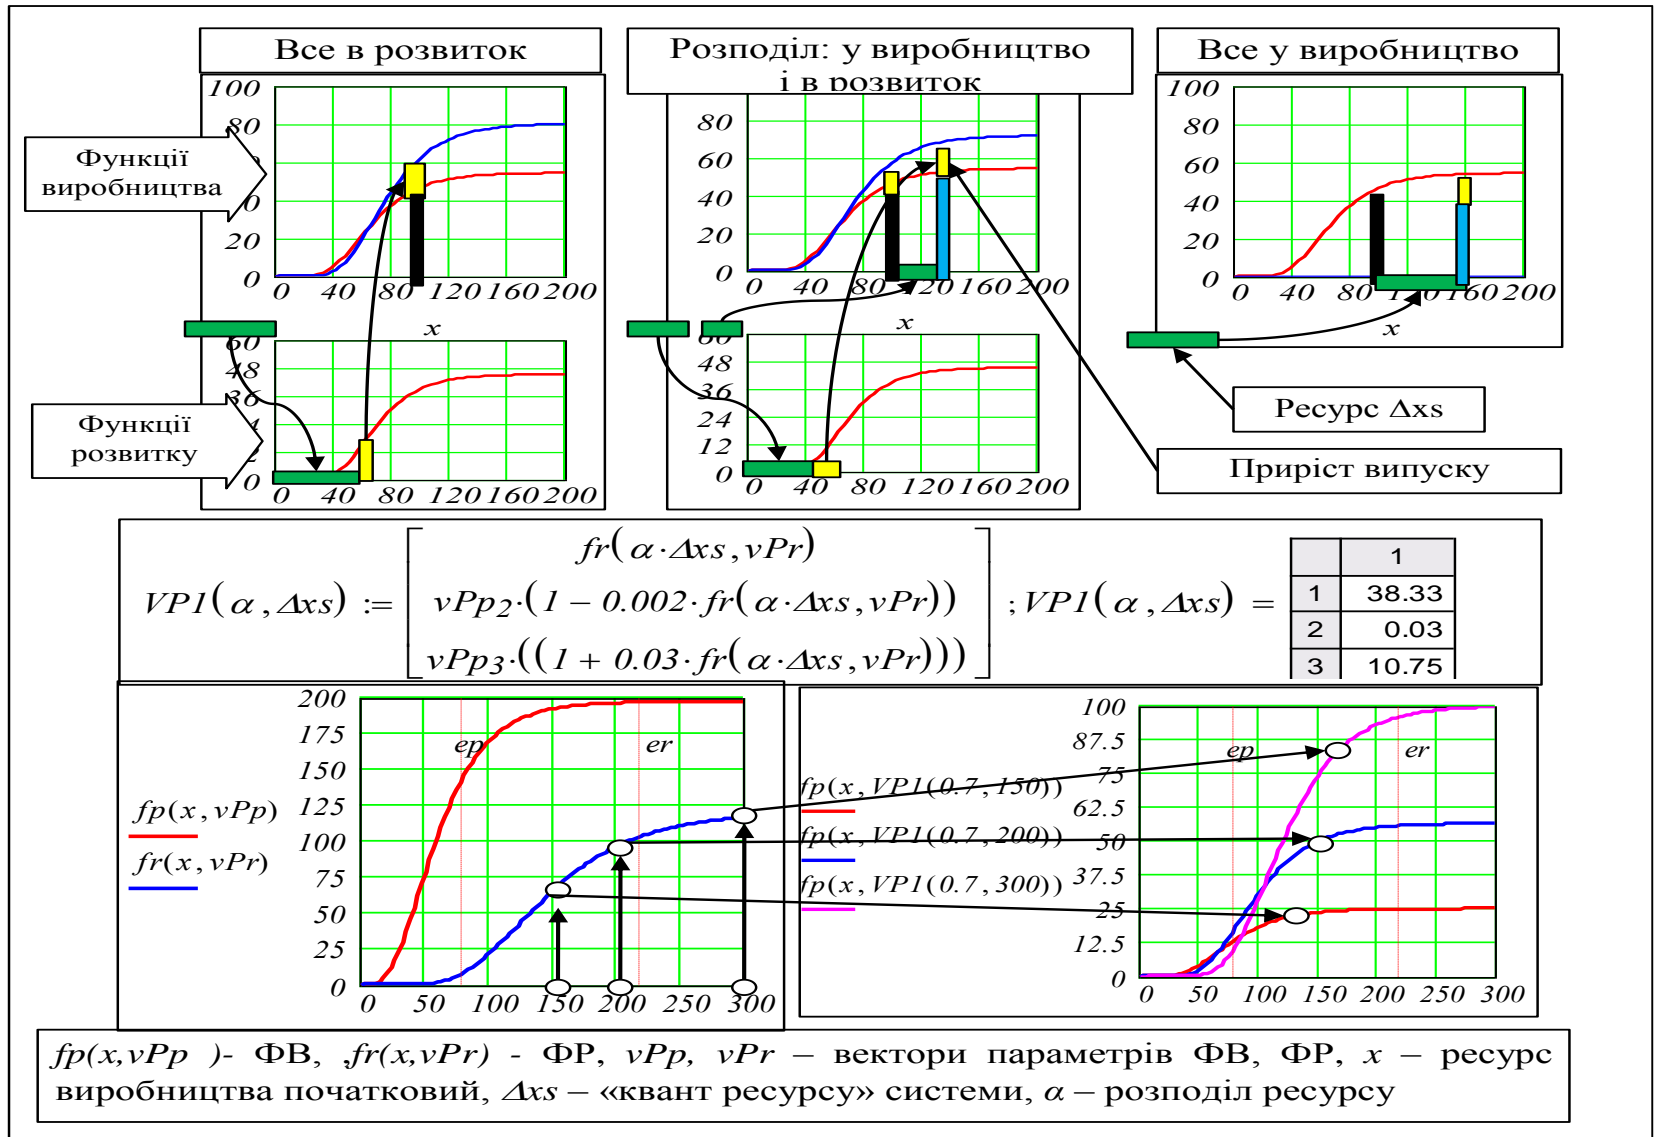 Все в розвиток
Розподіл: у виробництво
і в розвиток
Все у виробництво
Функції
виробництва
100
80
20
0
0 40 80 120 160 200
x
80
60
40
20
0
0 40 80 120 160 200
x
100
80
60
40
20
0
0 40 80 120 160 200
x
Функції
розвитку
60
48
36
0
0 40 80 120 160 200
60
48
36
24
12
0
0 40 80 120 160 200
Ресурс Δxs
Приріст випуску
VP1(α,Δxs) := [ fr(α·Δxs,vPr)
vPp2·(1 − 0.002·fr(α·Δxs,vPr))
vPp3·((1 + 0.03·fr(α·Δxs,vPr))) ] ; VP1(α,Δxs) =
1
1 38.33
2 0.03
3 10.75
200
175
150
125
100
75
50
25
0
0 50 100 150 200 250 300
ep er
fp(x,vPp)
fr(x,vPr)
100
87.5
75
62.5
50
37.5
25
12.5
0
0 50 100 150 200 250 300
ep er
fp(x,VP1(0.7,150))
fp(x,VP1(0.7,200))
fp(x,VP1(0.7,300))
fp(x,vPp )- ФВ, ,fr(x,vPr) - ФР, vPp, vPr – вектори параметрів ФВ, ФР, x – ресурс
виробництва початковий, Δxs – «квант ресурсу» системи, α – розподіл ресурсу